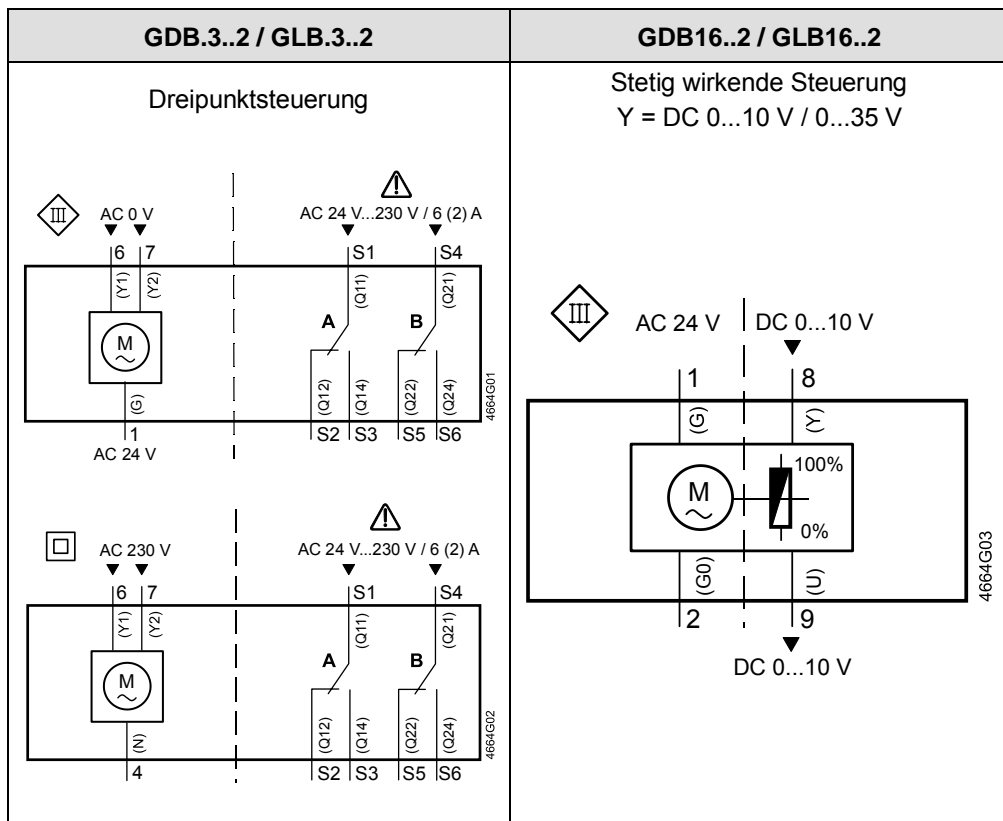 GDB.3..2 / GLB.3..2
GDB16..2 / GLB16..2
Dreipunktsteuerung
Stetig wirkende Steuerung
Y = DC 0...10 V / 0...35 V
III
AC 0 V
AC 24 V...230 V / 6 (2) A
6 7
S1
S4
(Y1)
(Y2)
(Q11)
(Q21)
A
B
M
~
(G)
(Q12)
(Q14)
(Q22)
(Q24)
1
S2
S3
S5
S6
AC 24 V
4664G01
AC 230 V
AC 24 V...230 V / 6 (2) A
6 7
S1
S4
(Y1)
(Y2)
(Q11)
(Q21)
A
B
M
~
(N)
(Q12)
(Q14)
(Q22)
(Q24)
4
S2
S3
S5
S6
4664G02
III
AC 24 V
DC 0...10 V
1
8
(G)
(Y)
M
~
100%
0%
(G0)
(U)
2
9
DC 0...10 V
4664G03